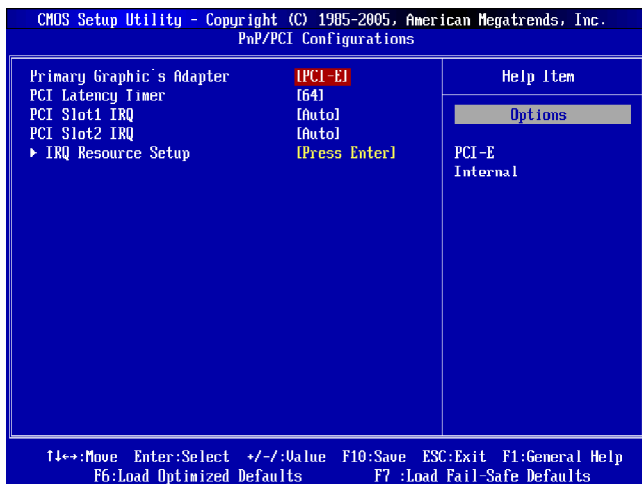 CMOS Setup Utility - Copyright (C) 1985-2005, American Megatrends, Inc.
PnP/PCI Configurations
Primary Graphic's Adapter [PCI-E]
PCI Latency Timer [64]
PCI Slot1 IRQ [Auto]
PCI Slot2 IRQ [Auto]
► IRQ Resource Setup [Press Enter]
Help Item
Options
PCI-E
Internal
↑↓←→:Move Enter:Select +/-/:Value F10:Save ESC:Exit F1:General Help
F6:Load Optimized Defaults F7 :Load Fail-Safe Defaults